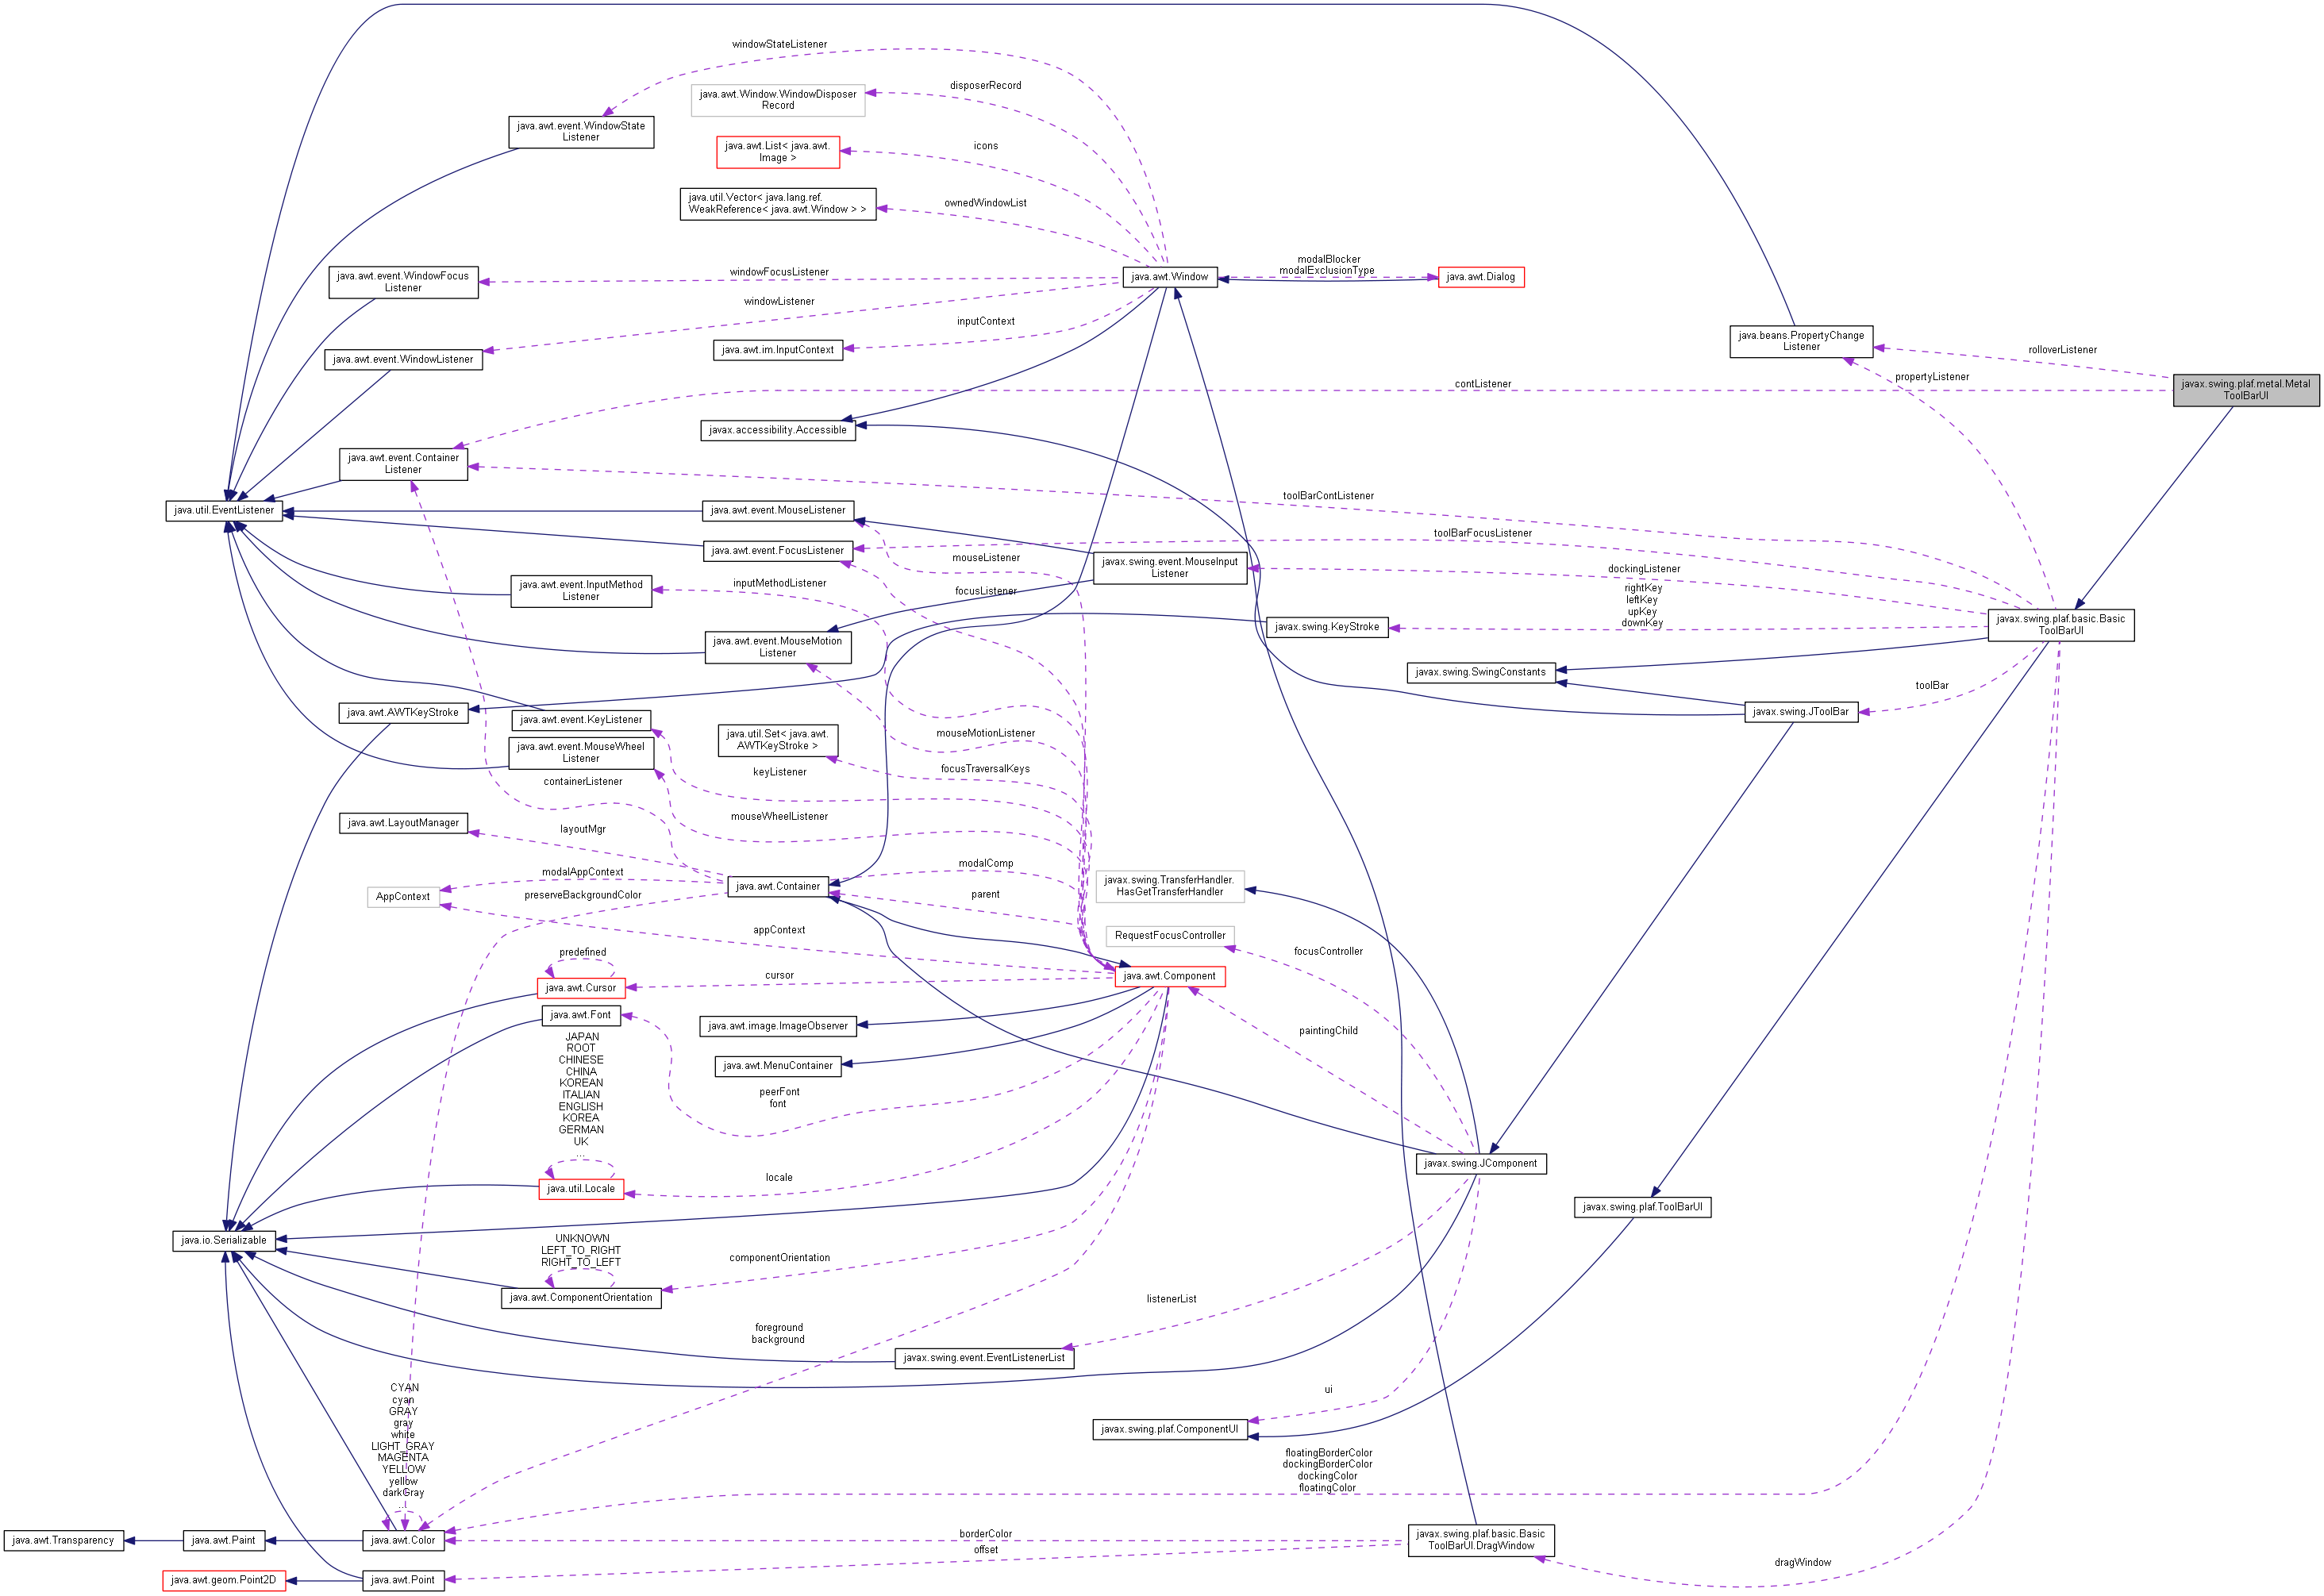 windowStateListener
disposerRecord
java.awt.Window.WindowDisposer
Record
java.awt.event.WindowState
Listener
icons
java.awt.List< java.awt.
Image >
ownedWindowList
java.util.Vector< java.lang.ref.
WeakReference< java.awt.Window > >
windowFocusListener
java.awt.event.WindowFocus
Listener
java.awt.Window
modalBlocker
modalExclusionType
java.awt.Dialog
windowListener
inputContext
java.awt.im.InputContext
java.awt.event.WindowListener
java.beans.PropertyChange
Listener
rolloverListener
propertyListener
contListener
javax.swing.plaf.metal.Metal
ToolBarUI
javax.accessibility.Accessible
java.awt.event.Container
Listener
toolBarContListener
java.util.EventListener
java.awt.event.MouseListener
toolBarFocusListener
java.awt.event.FocusListener
mouseListener
javax.swing.event.MouseInput
Listener
dockingListener
java.awt.event.InputMethod
Listener
inputMethodListener
focusListener
rightKey
leftKey
upKey
downKey
javax.swing.KeyStroke
javax.swing.plaf.basic.Basic
ToolBarUI
java.awt.event.MouseMotion
Listener
javax.swing.SwingConstants
toolBar
java.awt.AWTKeyStroke
java.awt.event.KeyListener
javax.swing.JToolBar
mouseMotionListener
java.util.Set< java.awt.
AWTKeyStroke >
java.awt.event.MouseWheel
Listener
focusTraversalKeys
keyListener
containerListener
mouseWheelListener
java.awt.LayoutManager
layoutMgr
modalComp
modalAppContext
java.awt.Container
javax.swing.TransferHandler.
HasGetTransferHandler
AppContext
preserveBackgroundColor
parent
appContext
RequestFocusController
focusController
predefined
cursor
java.awt.Component
java.awt.Cursor
java.awt.Font
java.awt.image.ImageObserver
paintingChild
JAPAN
ROOT
CHINESE
CHINA
KOREAN
ITALIAN
ENGLISH
KOREA
GERMAN
UK
...
java.awt.MenuContainer
peerFont
font
javax.swing.JComponent
locale
java.util.Locale
javax.swing.plaf.ToolBarUI
java.io.Serializable
UNKNOWN
LEFT_TO_RIGHT
RIGHT_TO_LEFT
componentOrientation
java.awt.ComponentOrientation
listenerList
foreground
background
javax.swing.event.EventListenerList
ui
CYAN
cyan
GRAY
gray
white
LIGHT_GRAY
MAGENTA
YELLOW
yellow
darkGray
...
javax.swing.plaf.ComponentUI
floatingBorderColor
dockingBorderColor
dockingColor
floatingColor
java.awt.Transparency
java.awt.Paint
java.awt.Color
borderColor
offset
javax.swing.plaf.basic.Basic
ToolBarUI.DragWindow
dragWindow
java.awt.geom.Point2D
java.awt.Point